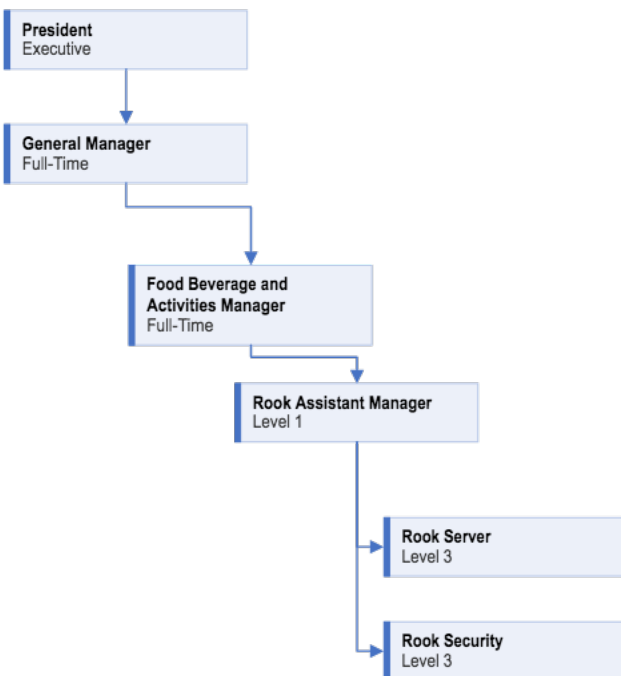 President
Executive
General Manager
Full-Time
Food Beverage and
Activities Manager
Full-Time
Rook Assistant Manager
Level 1
Rook Server
Level 3
Rook Security
Level 3